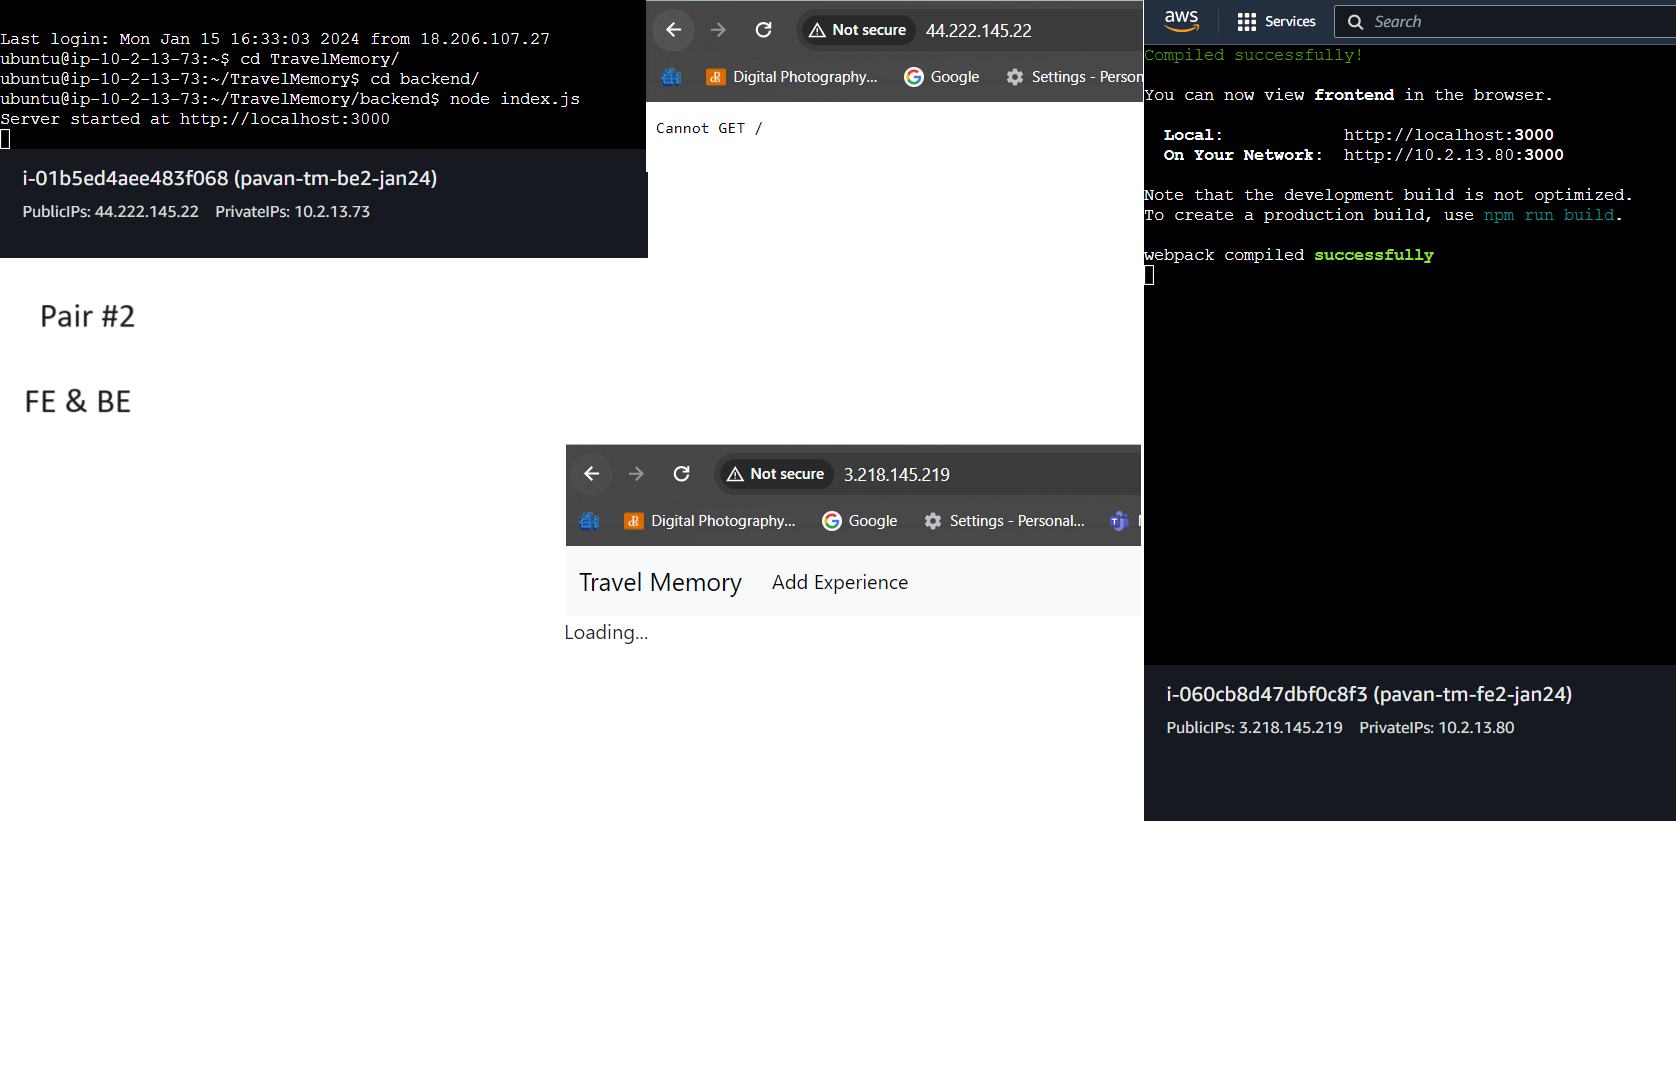 Last login: Mon Jan 15 16:33:03 2024 from 18.206.107.27
ubuntu@ip-10-2-13-73:~$ cd TravelMemory/
ubuntu@ip-10-2-13-73:~/TravelMemory$ cd backend/
ubuntu@ip-10-2-13-73:~/TravelMemory/backend$ node index.js
Server started at http://localhost:3000
i-01b5ed4aee483f068 (pavan-tm-be2-jan24)
PublicIPs: 44.222.145.22 PrivateIPs: 10.2.13.73
Pair #2
FE & BE
Not secure 44.222.145.22
Digital Photography... Google Settings - Person
Cannot GET /
Not secure 3.218.145.219
Digital Photography... Google Settings - Personal...
Travel Memory Add Experience
Loading...
aws Services Search
Compiled successfully!
You can now view frontend in the browser.
Local: http://localhost:3000
On Your Network: http://10.2.13.80:3000
Note that the development build is not optimized.
To create a production build, use npm run build.
webpack compiled successfully
i-060cb8d47dbf0c8f3 (pavan-tm-fe2-jan24)
PublicIPs: 3.218.145.219 PrivateIPs: 10.2.13.80